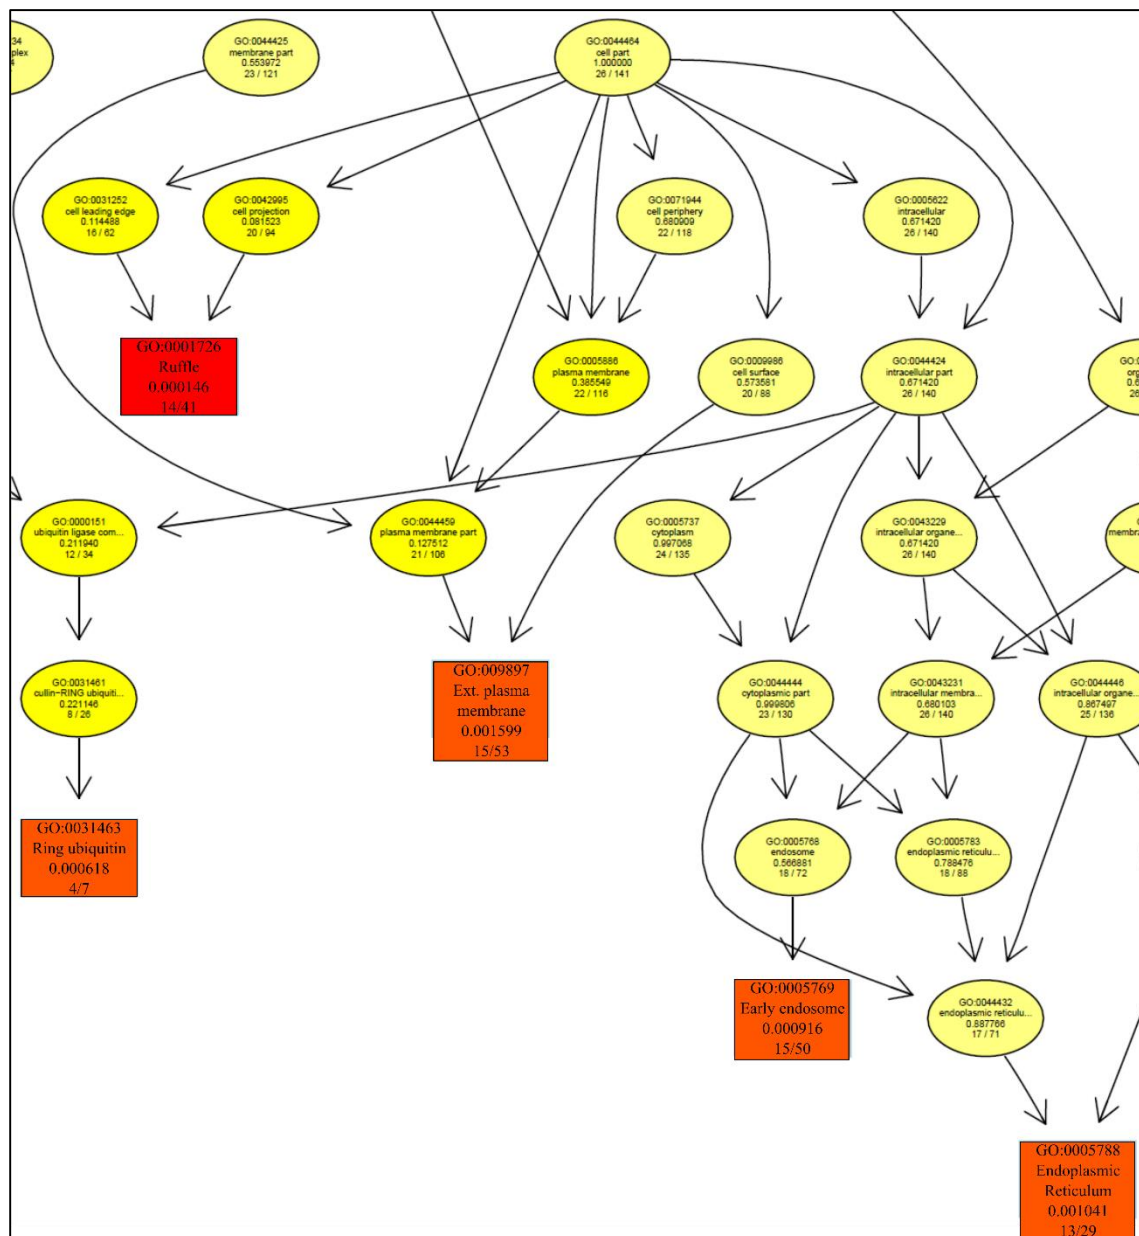 34
plex
GO:0044425
membrane part
0.553972
23 / 121
GO:0044464
cell part
1.000000
26 / 141
GO:0031252
cell leading edge
0.114488
16 / 62
GO:0042995
cell projection
0.081523
20 / 94
GO:0071944
cell periphery
0.680909
22 / 118
GO:0005622
intracellular
0.671420
26 / 140
GO:0001726
Ruffle
0.000146
14/41
GO:0005886
plasma membrane
0.385549
22 / 116
GO:0009986
cell surface
0.573581
20 / 88
GO:0044424
intracellular part
0.671420
26 / 140
GO:0
org
0.6
26
GO:0000151
ubiquitin ligase com...
0.211940
12 / 34
GO:0044459
plasma membrane part
0.127512
21 / 106
GO:0005737
cytoplasm
0.997068
24 / 135
GO:0043229
intracellular organe...
0.671420
26 / 140
membrane
GO:0031461
cullin-RING ubiquiti...
0.221146
8 / 26
GO:009897
Ext. plasma
membrane
0.001599
15/53
GO:0044444
cytoplasmic part
0.999806
23 / 130
GO:0043231
intracellular membra...
0.680103
26 / 140
GO:0044446
intracellular organe...
0.867497
25 / 136
GO:0031463
Ring ubiquitin
0.000618
4/7
GO:0005768
endosome
0.566881
18 / 72
GO:0005783
endoplasmic reticulu...
0.788476
18 / 88
GO:0005769
Early endosome
0.000916
15/50
GO:0044432
endoplasmic reticulu...
0.887766
17 / 71
GO:0005788
Endoplasmic
Reticulum
0.001041
13/29